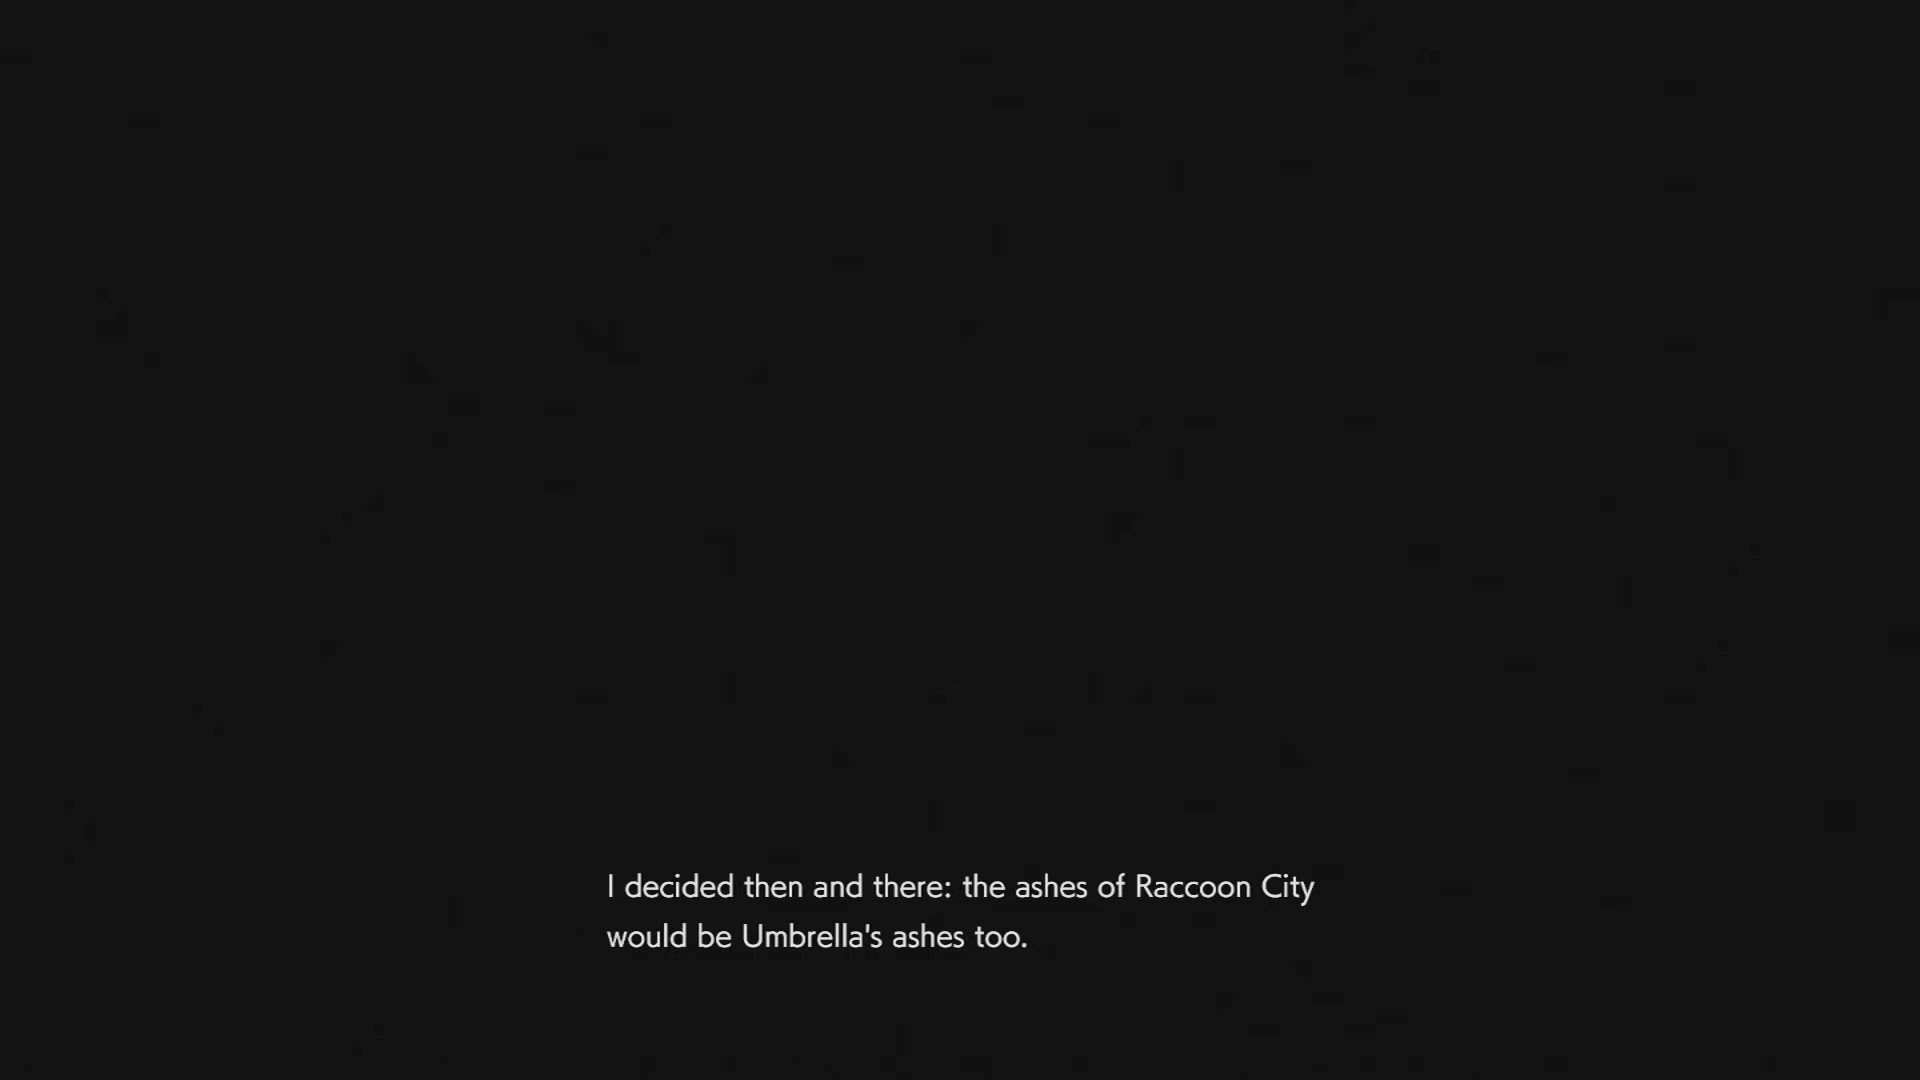 I decided then and there: the ashes of Raccoon City
would be Umbrella's ashes too.